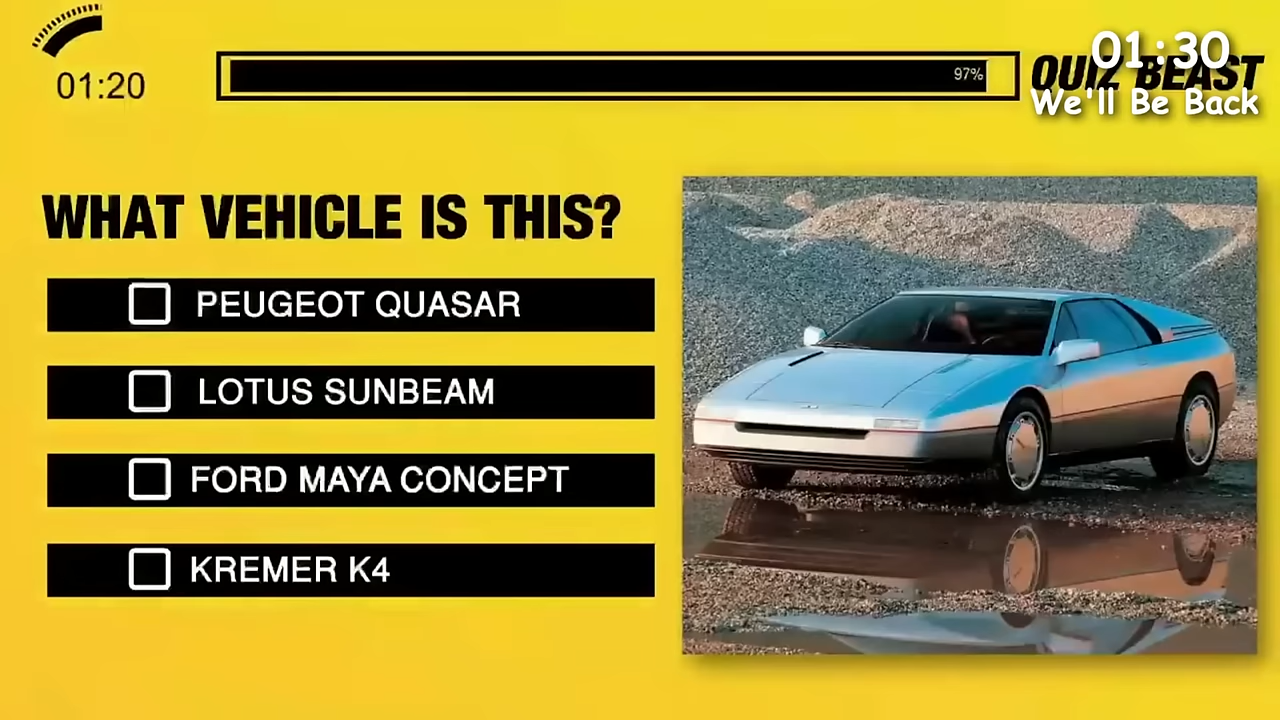 01:20
97%
01:30
QUIZ BEAST
We'll Be Back
WHAT VEHICLE IS THIS?
PEUGEOT QUASAR
LOTUS SUNBEAM
FORD MAYA CONCEPT
KREMER K4